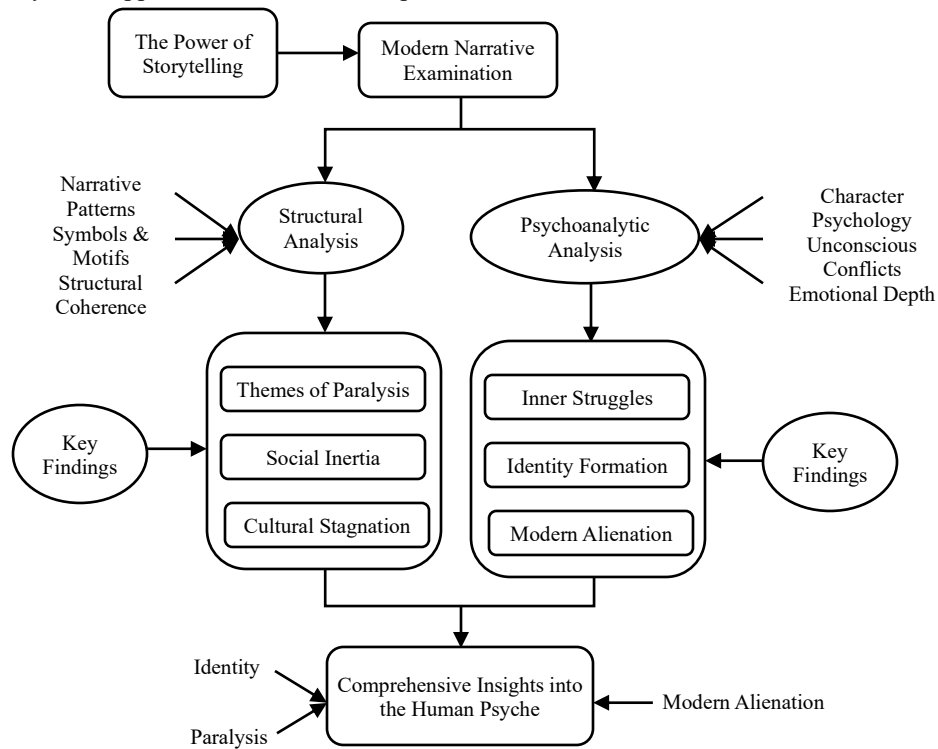 The Power of
Storytelling
Modern Narrative
Examination
Narrative
Patterns
Symbols &
Motifs
Structural
Coherence
Structural
Analysis
Psychoanalytic
Analysis
Character
Psychology
Unconscious
Conflicts
Emotional Depth
Key
Findings
Themes of Paralysis
Social Inertia
Cultural Stagnation
Inner Struggles
Identity Formation
Modern Alienation
Key
Findings
Identity
Paralysis
Comprehensive Insights into
the Human Psyche
Modern Alienation